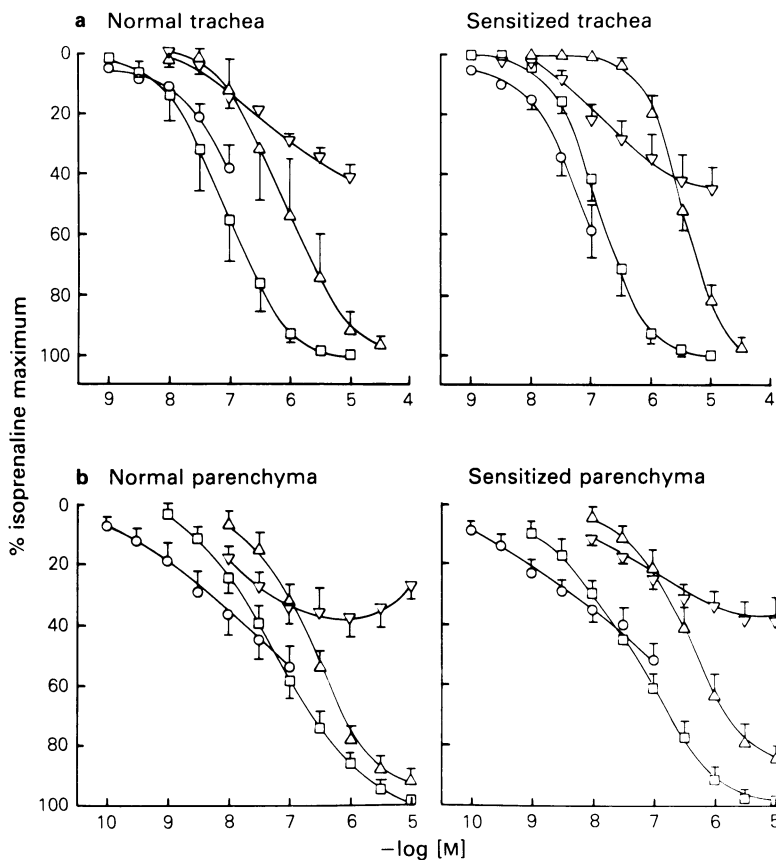 a Normal trachea
Sensitized trachea
0
20
40
60
80
100
9 8 7 6 5 4
9 8 7 6 5 4
b Normal parenchyma
Sensitized parenchyma
0
20
40
60
80
100
10 9 8 7 6 5
10 9 8 7 6 5
% isoprenaline maximum
−log [M]